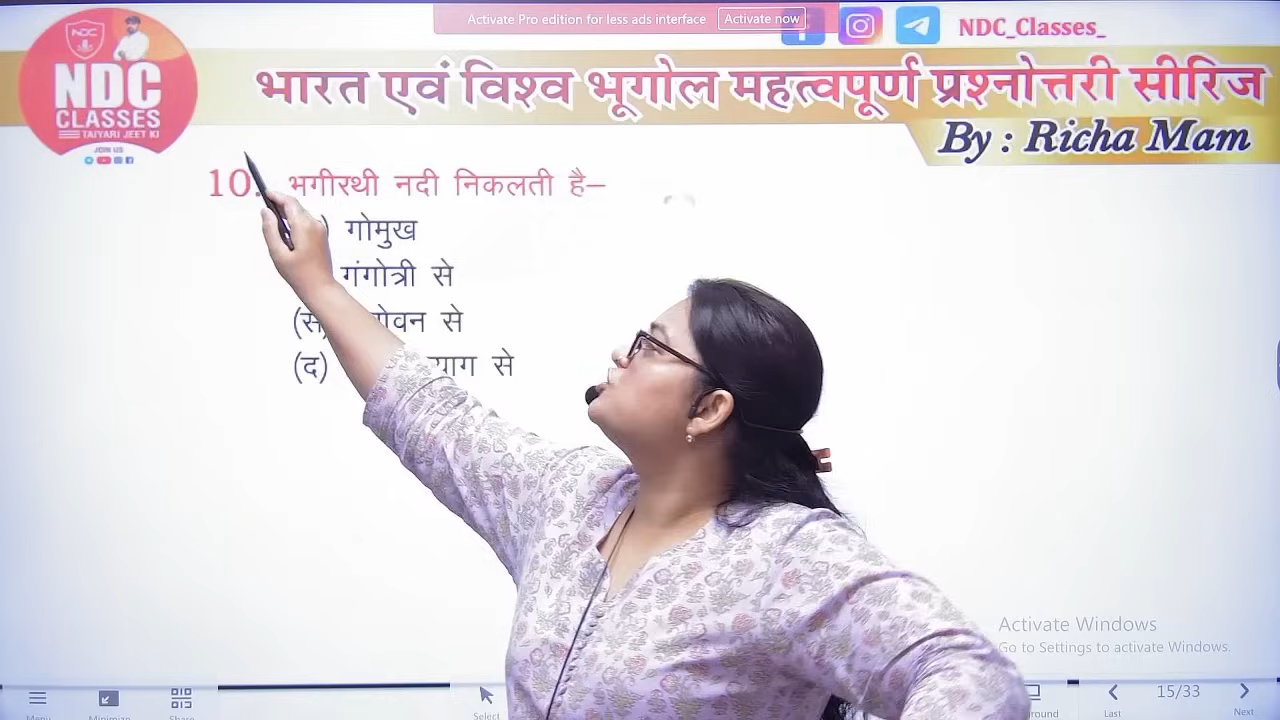 Activate Pro edition for less ads interface Activate now
NDC_Classes_
NDC
NDC
CLASSES
TAIYARI JEET KI
JOIN US
भारत एवं विश्व भूगोल महत्वपूर्ण प्रश्नोत्तरी सीरिज
By : Richa Mam
10. भगीरथी नदी निकलती है–
) गोमुख
गंगोत्री से
(स) से
(द) से
Activate Windows
Go to Settings to activate Windows.
Menu Minimize Share Select 15/33 Last Next